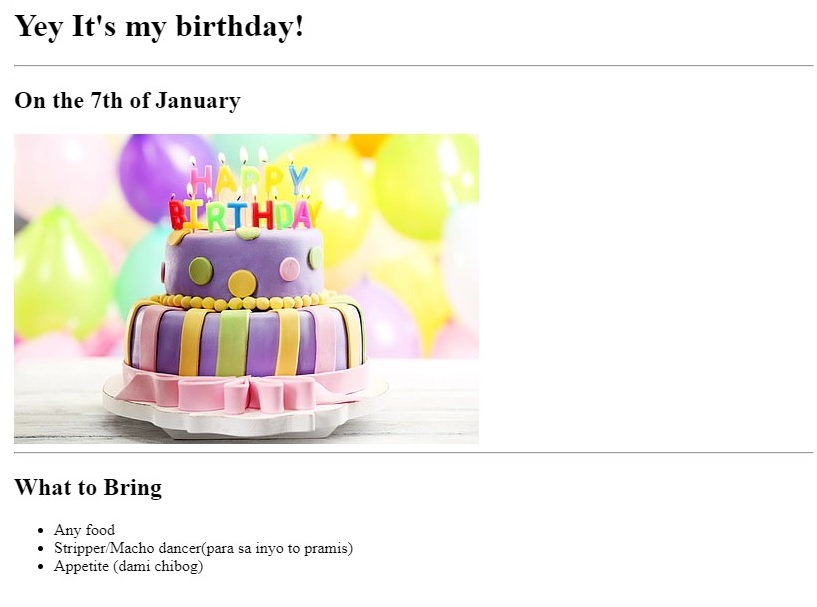 Yey It's my birthday!
On the 7th of January
HAPPY
BIRTHDAY
What to Bring
Any food
Stripper/Macho dancer(para sa inyo to pramis)
Appetite (dami chibog)